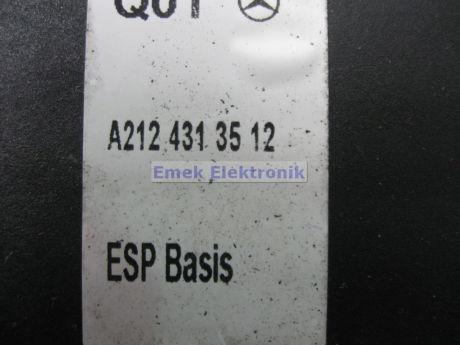 A212 431 35 12
Emek Elektronik
ESP Basis